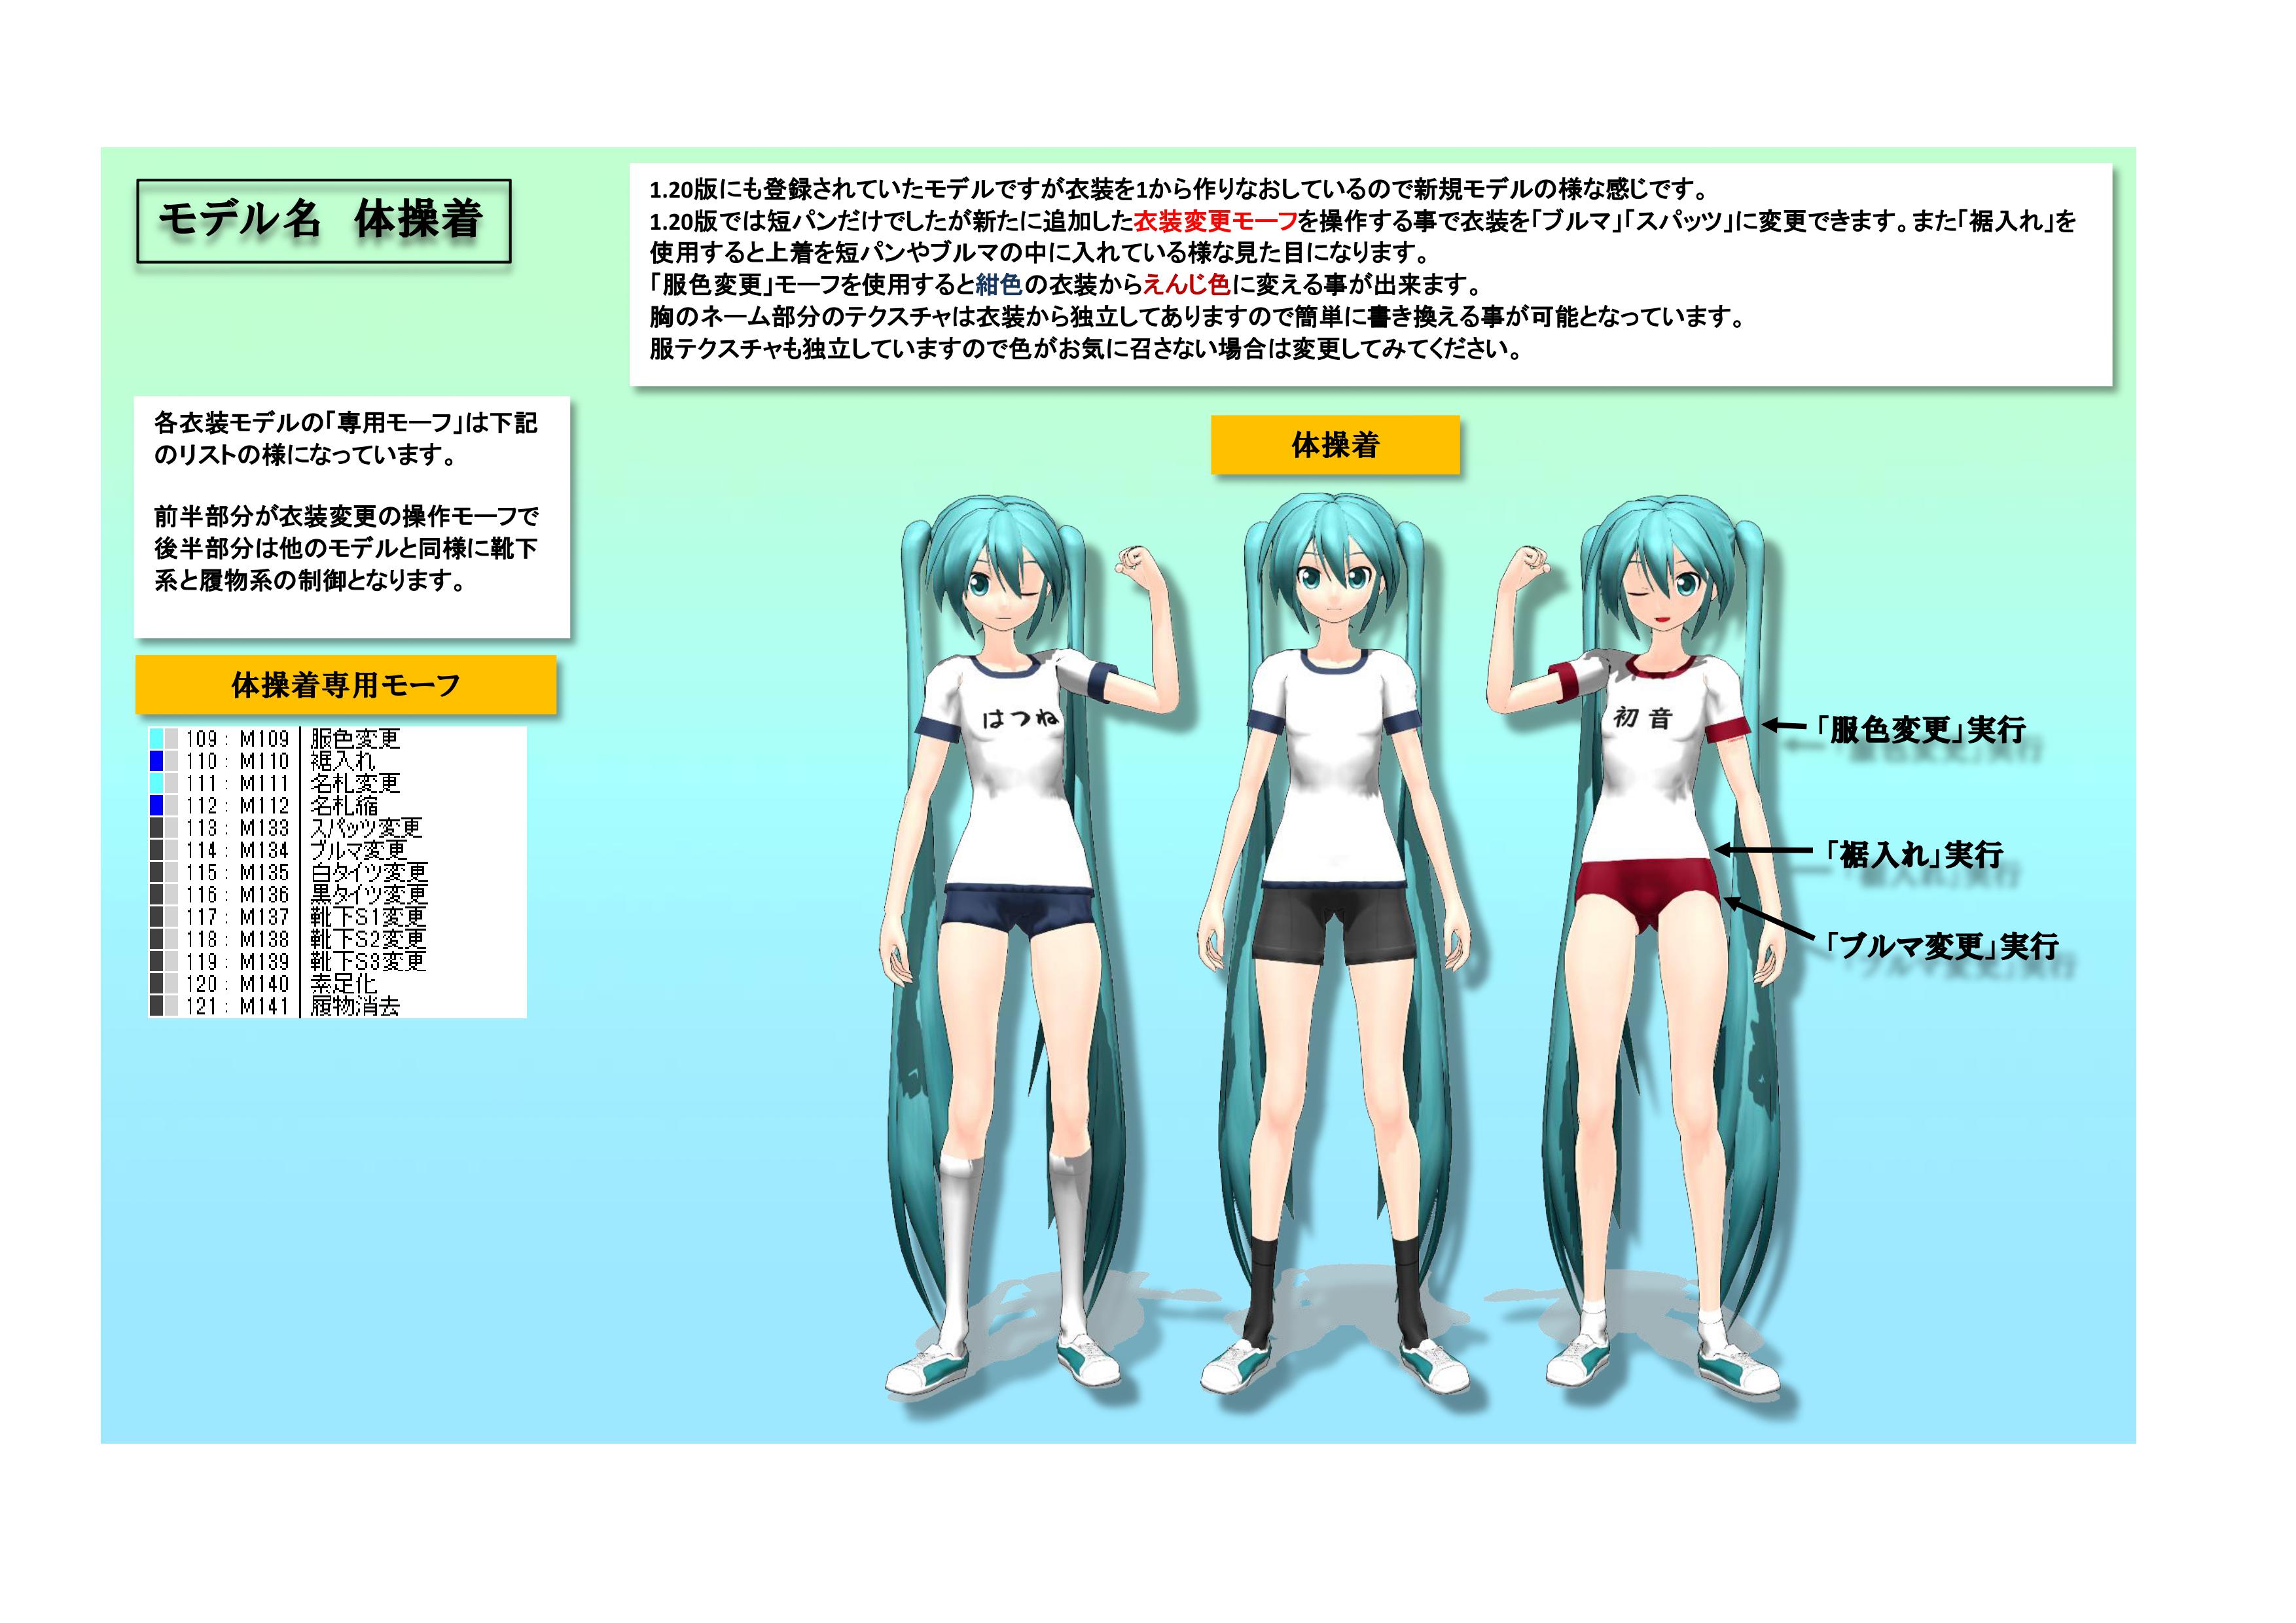 モデル名　体操着
1.20版にも登録されていたモデルですが衣装を1から作りなおしているので新規モデルの様な感じです。
1.20版では短パンだけでしたが新たに追加した衣装変更モーフを操作する事で衣装を「ブルマ」「スパッツ」に変更できます。また「裾入れ」を
使用すると上着を短パンやブルマの中に入れている様な見た目になります。
「服色変更」モーフを使用すると紺色の衣装からえんじ色に変える事が出来ます。
胸のネーム部分のテクスチャは衣装から独立してありますので簡単に書き換える事が可能となっています。
服テクスチャも独立していますので色がお気に召さない場合は変更してみてください。
各衣装モデルの「専用モーフ」は下記
のリストの様になっています。
前半部分が衣装変更の操作モーフで
後半部分は他のモデルと同様に靴下
系と履物系の制御となります。
体操着専用モーフ
109 : M109 服色変更
110 : M110 裾入れ
111 : M111 名札変更
112 : M112 名札縮
113 : M133 スパッツ変更
114 : M134 ブルマ変更
115 : M135 白タイツ変更
116 : M136 黒タイツ変更
117 : M137 靴下S1変更
118 : M138 靴下S2変更
119 : M139 靴下S3変更
120 : M140 素足化
121 : M141 履物消去
体操着
はつね
初音
「服色変更」実行
「裾入れ」実行
「ブルマ変更」実行